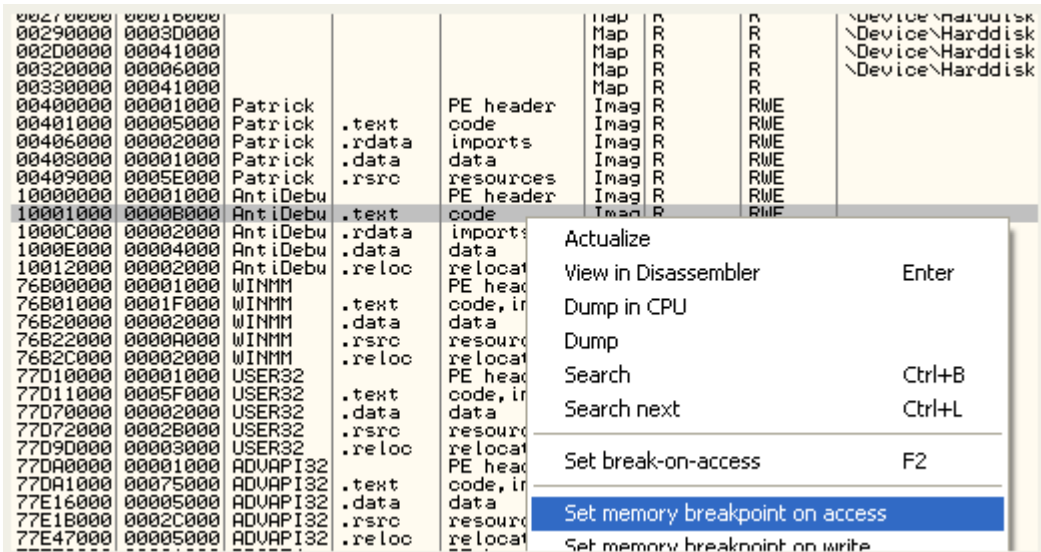 00270000 00016000 Map R R \Device\Harddisk
00290000 0003D000 Map R R \Device\Harddisk
002D0000 00041000 Map R R \Device\Harddisk
00320000 00006000 Map R R \Device\Harddisk
00330000 00041000 Map R R
00400000 00001000 Patrick PE header Imag R RWE
00401000 00005000 Patrick .text code Imag R RWE
00406000 00002000 Patrick .rdata imports Imag R RWE
00408000 00001000 Patrick .data data Imag R RWE
00409000 0005E000 Patrick .rsrc resources Imag R RWE
10000000 00001000 AntiDebu PE header Imag R RWE
10001000 0000B000 AntiDebu .text code Imag R RWE
1000C000 00002000 AntiDebu .rdata imports
1000E000 00004000 AntiDebu .data data
10012000 00002000 AntiDebu .reloc relocat
76B00000 00001000 WINMM PE head
76B01000 0001F000 WINMM .text code, im
76B20000 00002000 WINMM .data data
76B22000 0000A000 WINMM .rsrc resourc
76B2C000 00002000 WINMM .reloc relocat
77D10000 00001000 USER32 PE head
77D11000 0005F000 USER32 .text code, im
77D70000 00002000 USER32 .data data
77D72000 0002B000 USER32 .rsrc resourc
77D9D000 00003000 USER32 .reloc relocat
77DA0000 00001000 ADVAPI32 PE head
77DA1000 00075000 ADVAPI32 .text code, im
77E16000 00005000 ADVAPI32 .data data
77E1B000 0002C000 ADVAPI32 .rsrc resourc
77E47000 00005000 ADVAPI32 .reloc relocat
Actualize
View in Disassembler Enter
Dump in CPU
Dump
Search Ctrl+B
Search next Ctrl+L
Set break-on-access F2
Set memory breakpoint on access
Set memory breakpoint on write